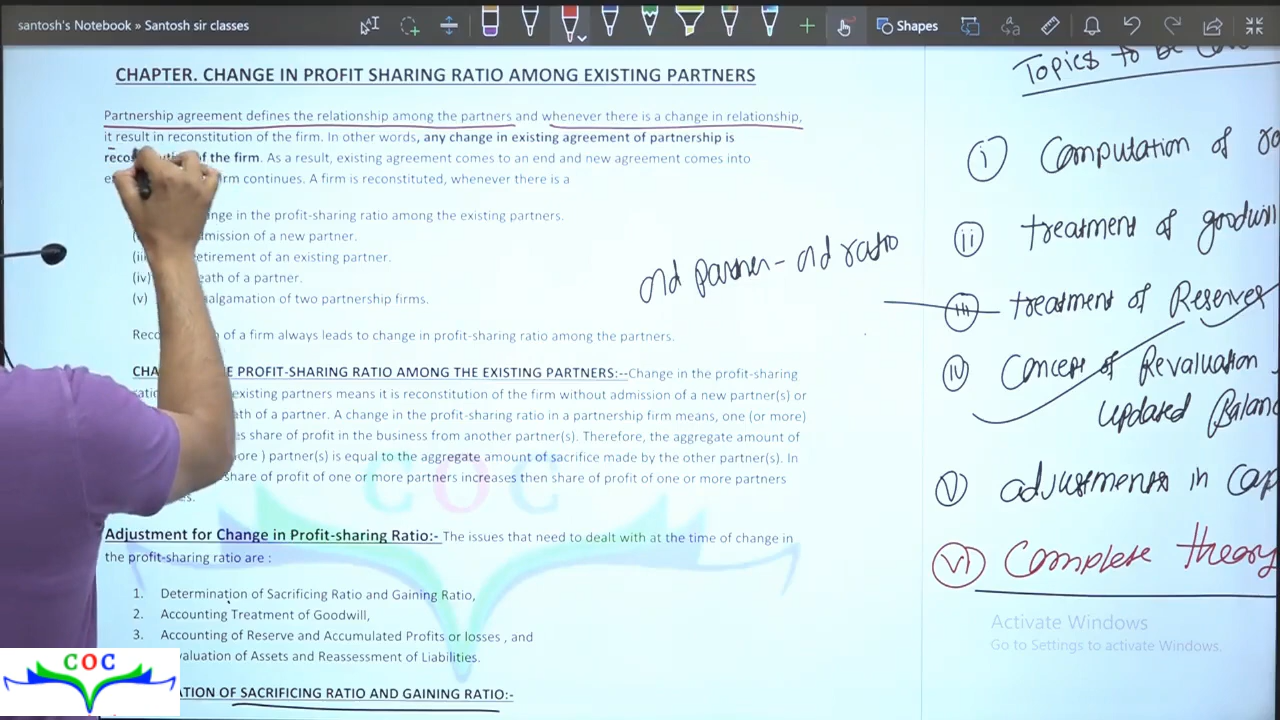 santosh's Notebook » Santosh sir classes
Shapes
CHAPTER. CHANGE IN PROFIT SHARING RATIO AMONG EXISTING PARTNERS
Partnership agreement defines the relationship among the partners and whenever there is a change in relationship,
it result in reconstitution of the firm. In other words, any change in existing agreement of partnership is
of the firm. As a result, existing agreement comes to an end and new agreement comes into
firm continues. A firm is reconstituted, whenever there is a
in the profit-sharing ratio among the existing partners.
of a new partner.
(iii) retirement of an existing partner.
(iv) of a partner.
(v) of two partnership firms.
of a firm always leads to change in profit-sharing ratio among the partners.
PROFIT-SHARING RATIO AMONG THE EXISTING PARTNERS:--Change in the profit-sharing
existing partners means it is reconstitution of the firm without admission of a new partner(s) or
of a partner. A change in the profit-sharing ratio in a partnership firm means, one (or more)
share of profit in the business from another partner(s). Therefore, the aggregate amount of
) partner(s) is equal to the aggregate amount of sacrifice made by the other partner(s). In
share of profit of one or more partners increases then share of profit of one or more partners
Adjustment for Change in Profit-sharing Ratio:- The issues that need to dealt with at the time of change in
the profit-sharing ratio are :
1. Determination of Sacrificing Ratio and Gaining Ratio,
2. Accounting Treatment of Goodwill,
3. Accounting of Reserve and Accumulated Profits or losses , and
of Assets and Reassessment of Liabilities.
OF SACRIFICING RATIO AND GAINING RATIO:-
old partner - old ratio
Topics to be
(i) Computation of
(ii) treatment of goodwill
(iii) treatment of Reserves
(iv) Concept of Revaluation
updated
(v) adjustments in
(vi) Complete theory
Activate Windows
Go to Settings to activate Windows.
COC
COC